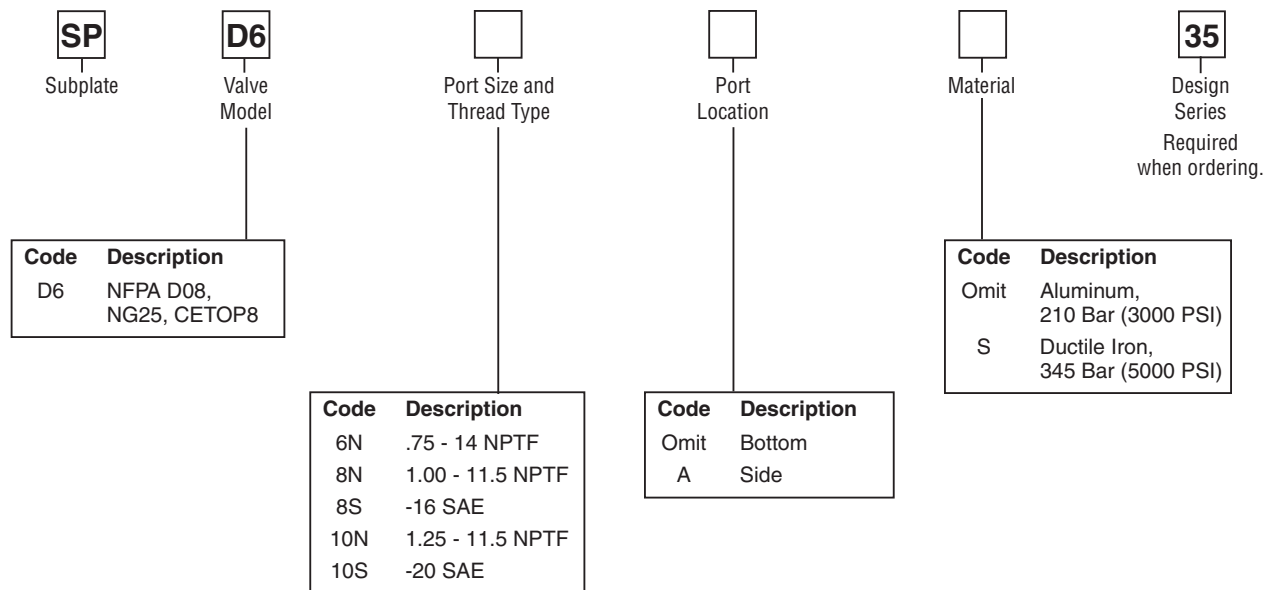 SP D6 35
Subplate
Valve
Model
Port Size and
Thread Type
Port
Location
Material
Design
Series
Required
when ordering.
Code Description
D6 NFPA D08,
NG25, CETOP8
Code Description
6N .75 - 14 NPTF
8N 1.00 - 11.5 NPTF
8S -16 SAE
10N 1.25 - 11.5 NPTF
10S -20 SAE
Code Description
Omit Bottom
A Side
Code Description
Omit Aluminum,
210 Bar (3000 PSI)
S Ductile Iron,
345 Bar (5000 PSI)